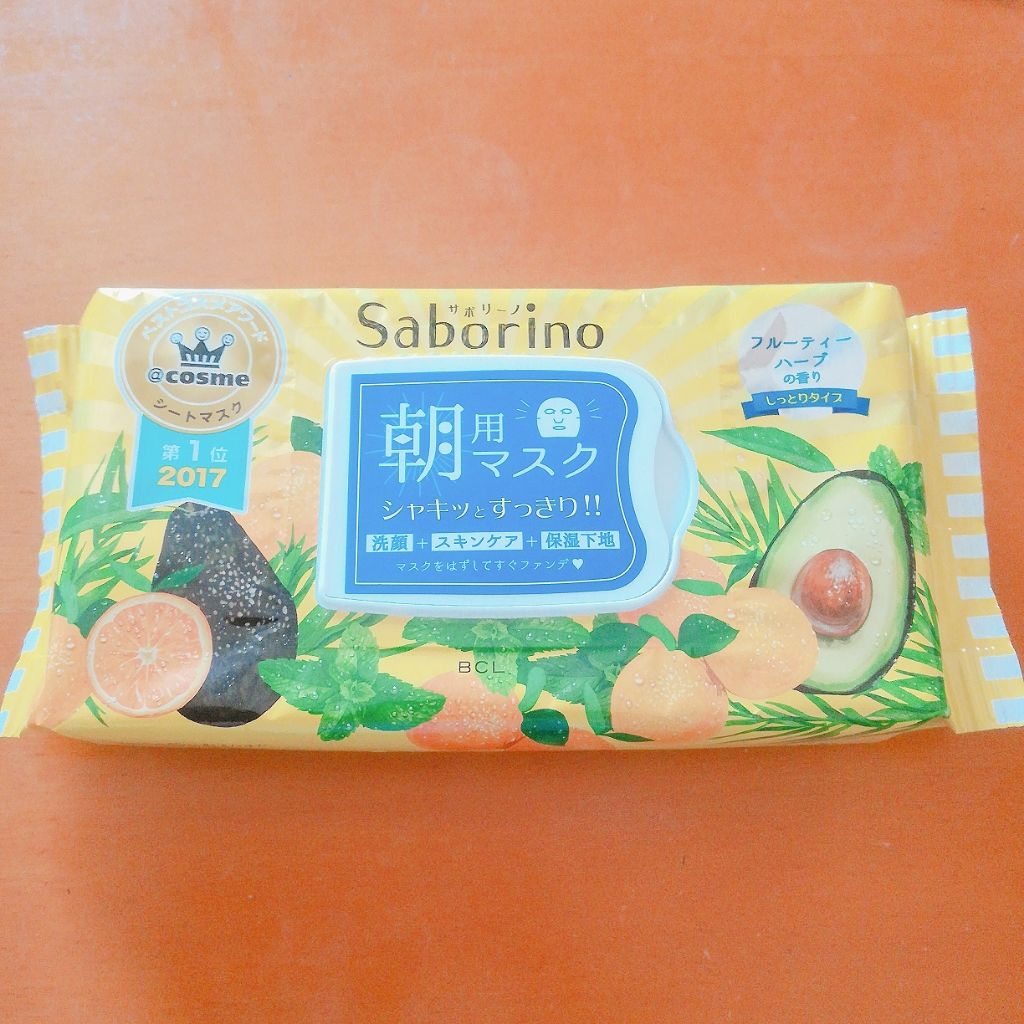 サボリーノ
Saborino
ベストコスメアワード
@cosme
シートマスク
第1位
2017
朝用マスク
シャキッとすっきり!!
洗顔+スキンケア+保湿下地
マスクをはずしてすぐファンデ♥
フルーティー
ハーブ
の香り
しっとりタイプ
BCL